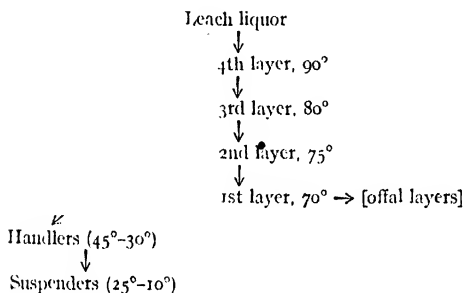 Leach liquor
↓
4th layer, 90°
↓
3rd layer, 80°
↓
2nd layer, 75°
↓
1st layer, 70° → [offal layers]
↙
Handlers (45°–30°)
↓
Suspenders (25°–10°)